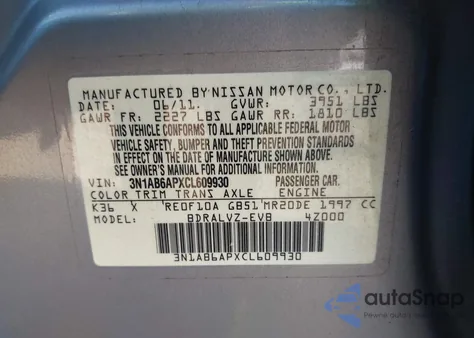 MANUFACTURED BY NISSAN MOTOR CO., LTD.
DATE: 06/11. GVWR: 3951 LBS
GAWR FR: 2227 LBS GAWR RR: 1810 LBS
THIS VEHICLE CONFORMS TO ALL APPLICABLE FEDERAL MOTOR
VEHICLE SAFETY, BUMPER AND THEFT PREVENTION STANDARDS
IN EFFECT ON THE DATE OF MANUFACTURE SHOWN ABOVE.
SEE OWNER'S MANUAL FOR ADDITIONAL INFORMATION.
VIN: 3N1AB6APXCL609930 PASSENGER CAR.
COLOR TRIM TRANS AXLE ENGINE
K36 X RE0F10A GB51 MR20DE 1997 CC
MODEL: BDRALVZ-EVB 4Z000
3N1AB6APXCL609930
autoSnap